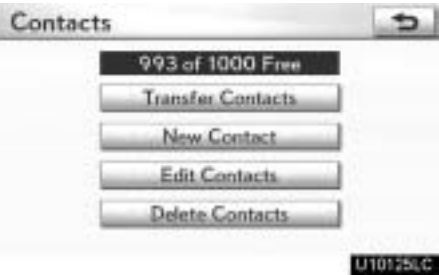 Contacts
993 of 1000 Free
Transfer Contacts
New Contact
Edit Contacts
Delete Contacts
U10125LC